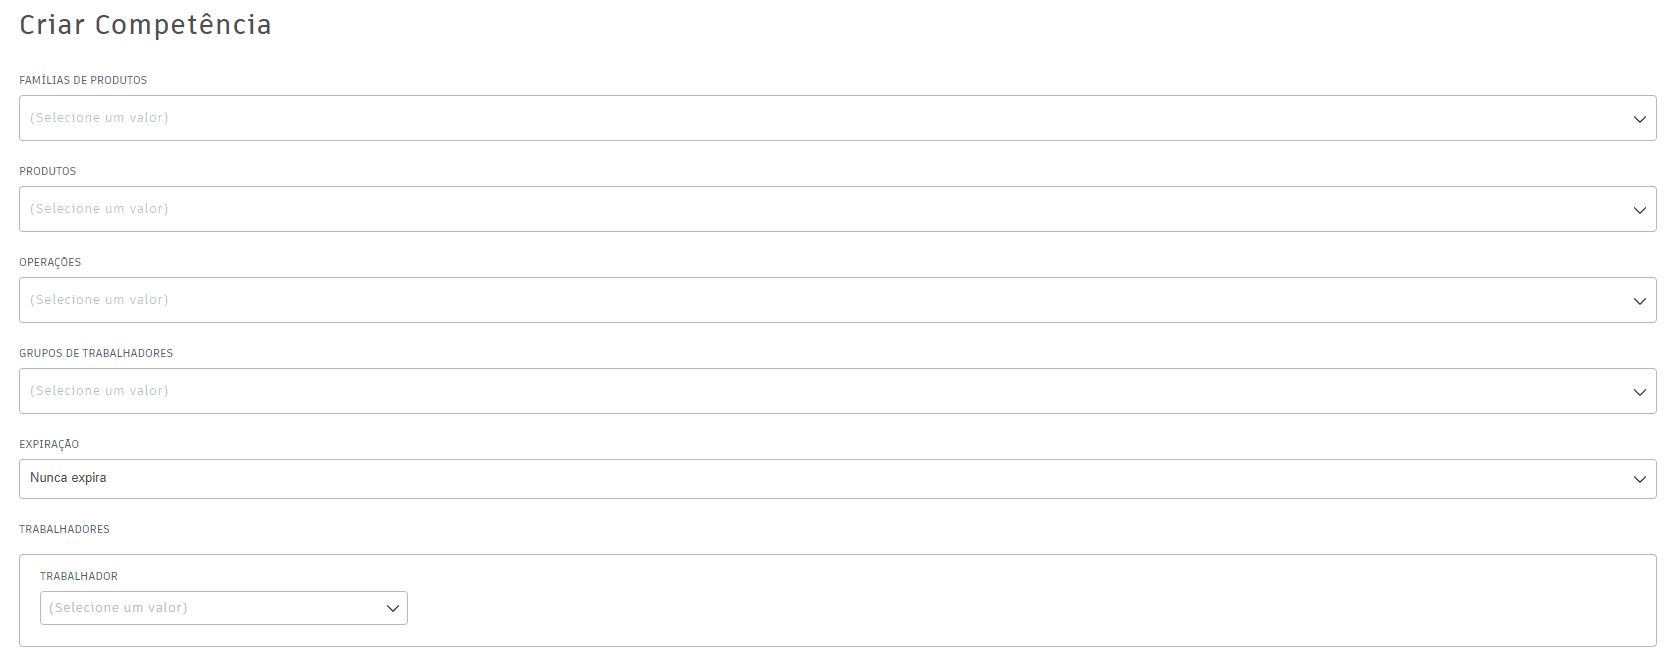 Criar Competência
FAMÍLIAS DE PRODUTOS
(Selecione um valor)
PRODUTOS
(Selecione um valor)
OPERAÇÕES
(Selecione um valor)
GRUPOS DE TRABALHADORES
(Selecione um valor)
EXPIRAÇÃO
Nunca expira
TRABALHADORES
TRABALHADOR
(Selecione um valor)